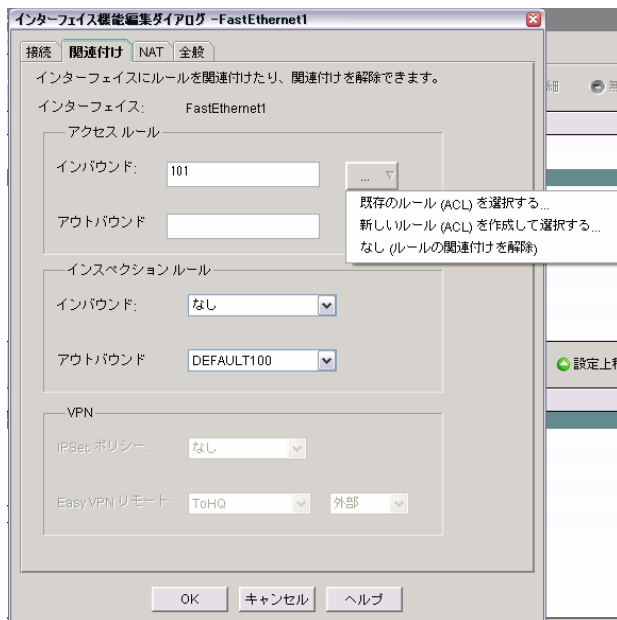 インターフェイス機能編集ダイアログ -FastEthernet1
接続 関連付け NAT 全般
インターフェイスにルールを関連付けたり、関連付けを解除できます。
細 無
インターフェイス: FastEthernet1
アクセス ルール
インバウンド: 101 ...
既存のルール (ACL) を選択する...
アウトバウンド
新しいルール (ACL) を作成して選択する...
なし (ルールの関連付けを解除)
インスペクション ルール
インバウンド: なし
アウトバウンド DEFAULT100
設定上
VPN
IPSec ポリシー: なし
EasyVPN リモート: ToHQ 外部
OK キャンセル ヘルプ